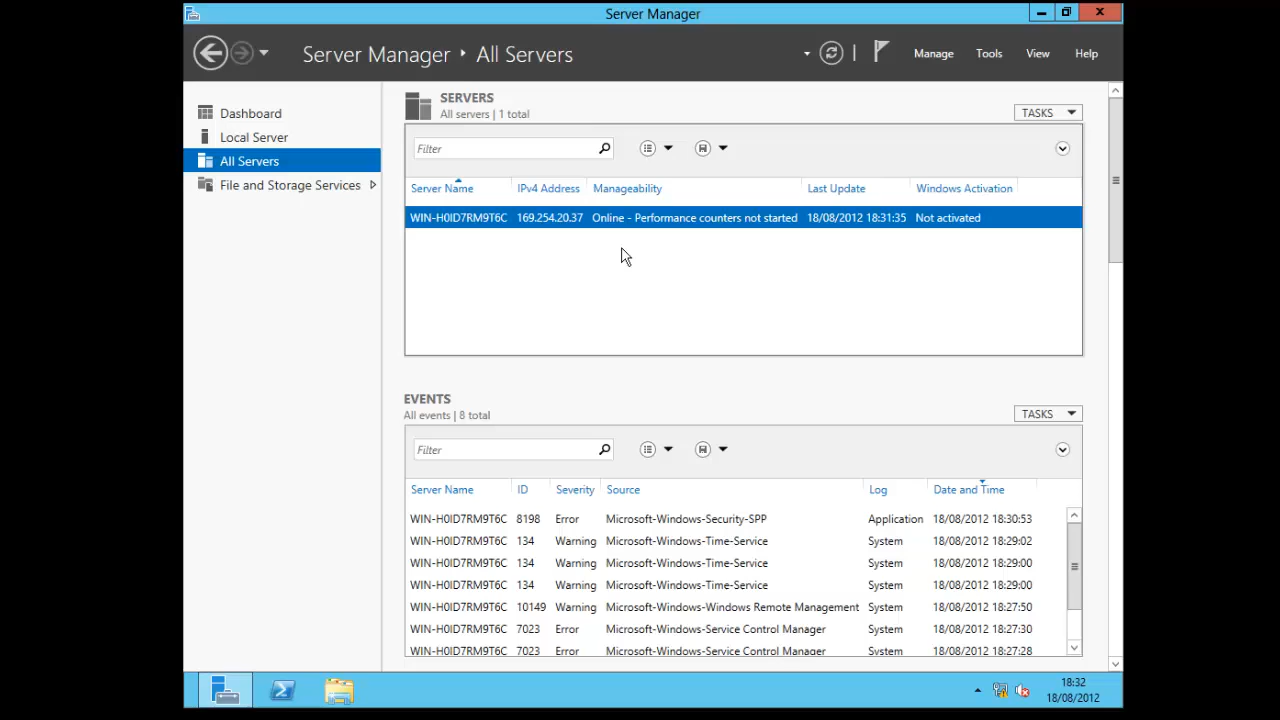 Server Manager
Server Manager ‣ All Servers
Manage Tools View Help
Dashboard
Local Server
All Servers
File and Storage Services
SERVERS
All servers | 1 total
TASKS
Filter
Server Name IPv4 Address Manageability Last Update Windows Activation
WIN-H0ID7RM9T6C 169.254.20.37 Online - Performance counters not started 18/08/2012 18:31:35 Not activated
EVENTS
All events | 8 total
TASKS
Filter
Server Name ID Severity Source Log Date and Time
WIN-H0ID7RM9T6C 8198 Error Microsoft-Windows-Security-SPP Application 18/08/2012 18:30:53
WIN-H0ID7RM9T6C 134 Warning Microsoft-Windows-Time-Service System 18/08/2012 18:29:02
WIN-H0ID7RM9T6C 134 Warning Microsoft-Windows-Time-Service System 18/08/2012 18:29:00
WIN-H0ID7RM9T6C 134 Warning Microsoft-Windows-Time-Service System 18/08/2012 18:29:00
WIN-H0ID7RM9T6C 10149 Warning Microsoft-Windows-Windows Remote Management System 18/08/2012 18:27:50
WIN-H0ID7RM9T6C 7023 Error Microsoft-Windows-Service Control Manager System 18/08/2012 18:27:30
WIN-H0ID7RM9T6C 7023 Error Microsoft-Windows-Service Control Manager System 18/08/2012 18:27:28
18:32
18/08/2012